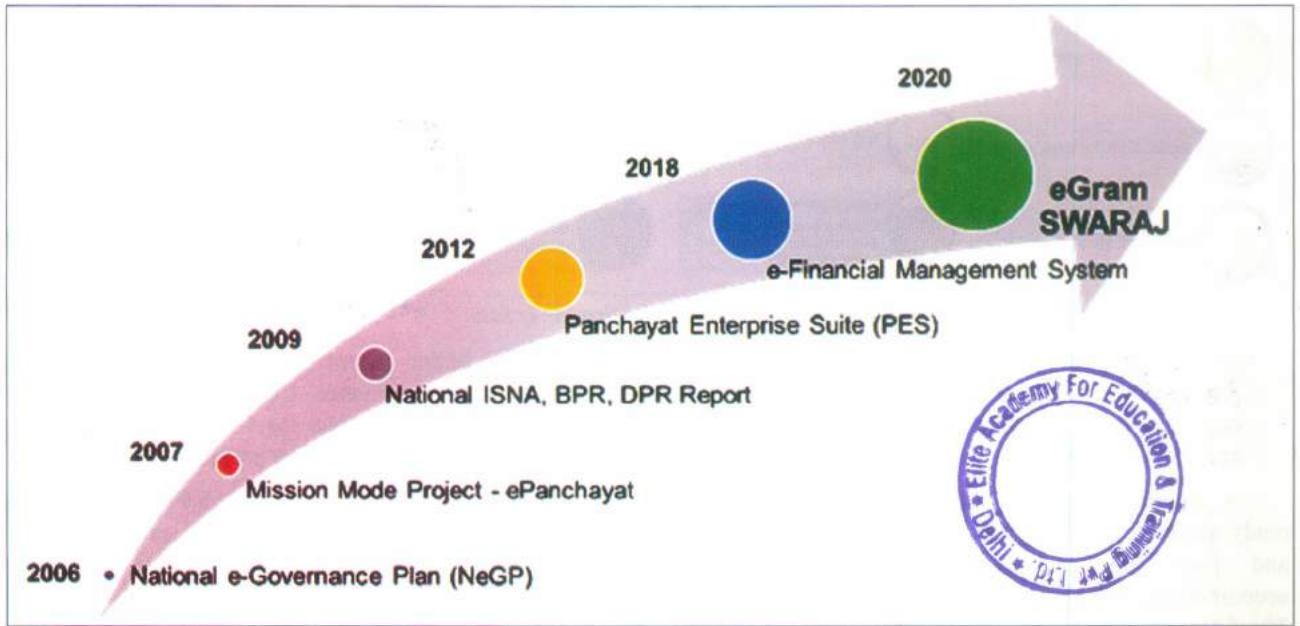 2020
eGram
SWARAJ
2018
e-Financial Management System
2012
Panchayat Enterprise Suite (PES)
2009
National ISNA, BPR, DPR Report
2007
Mission Mode Project - ePanchayat
2006 • National e-Governance Plan (NeGP)
Elite Academy For Education & Training Pvt Ltd. * Delhi *